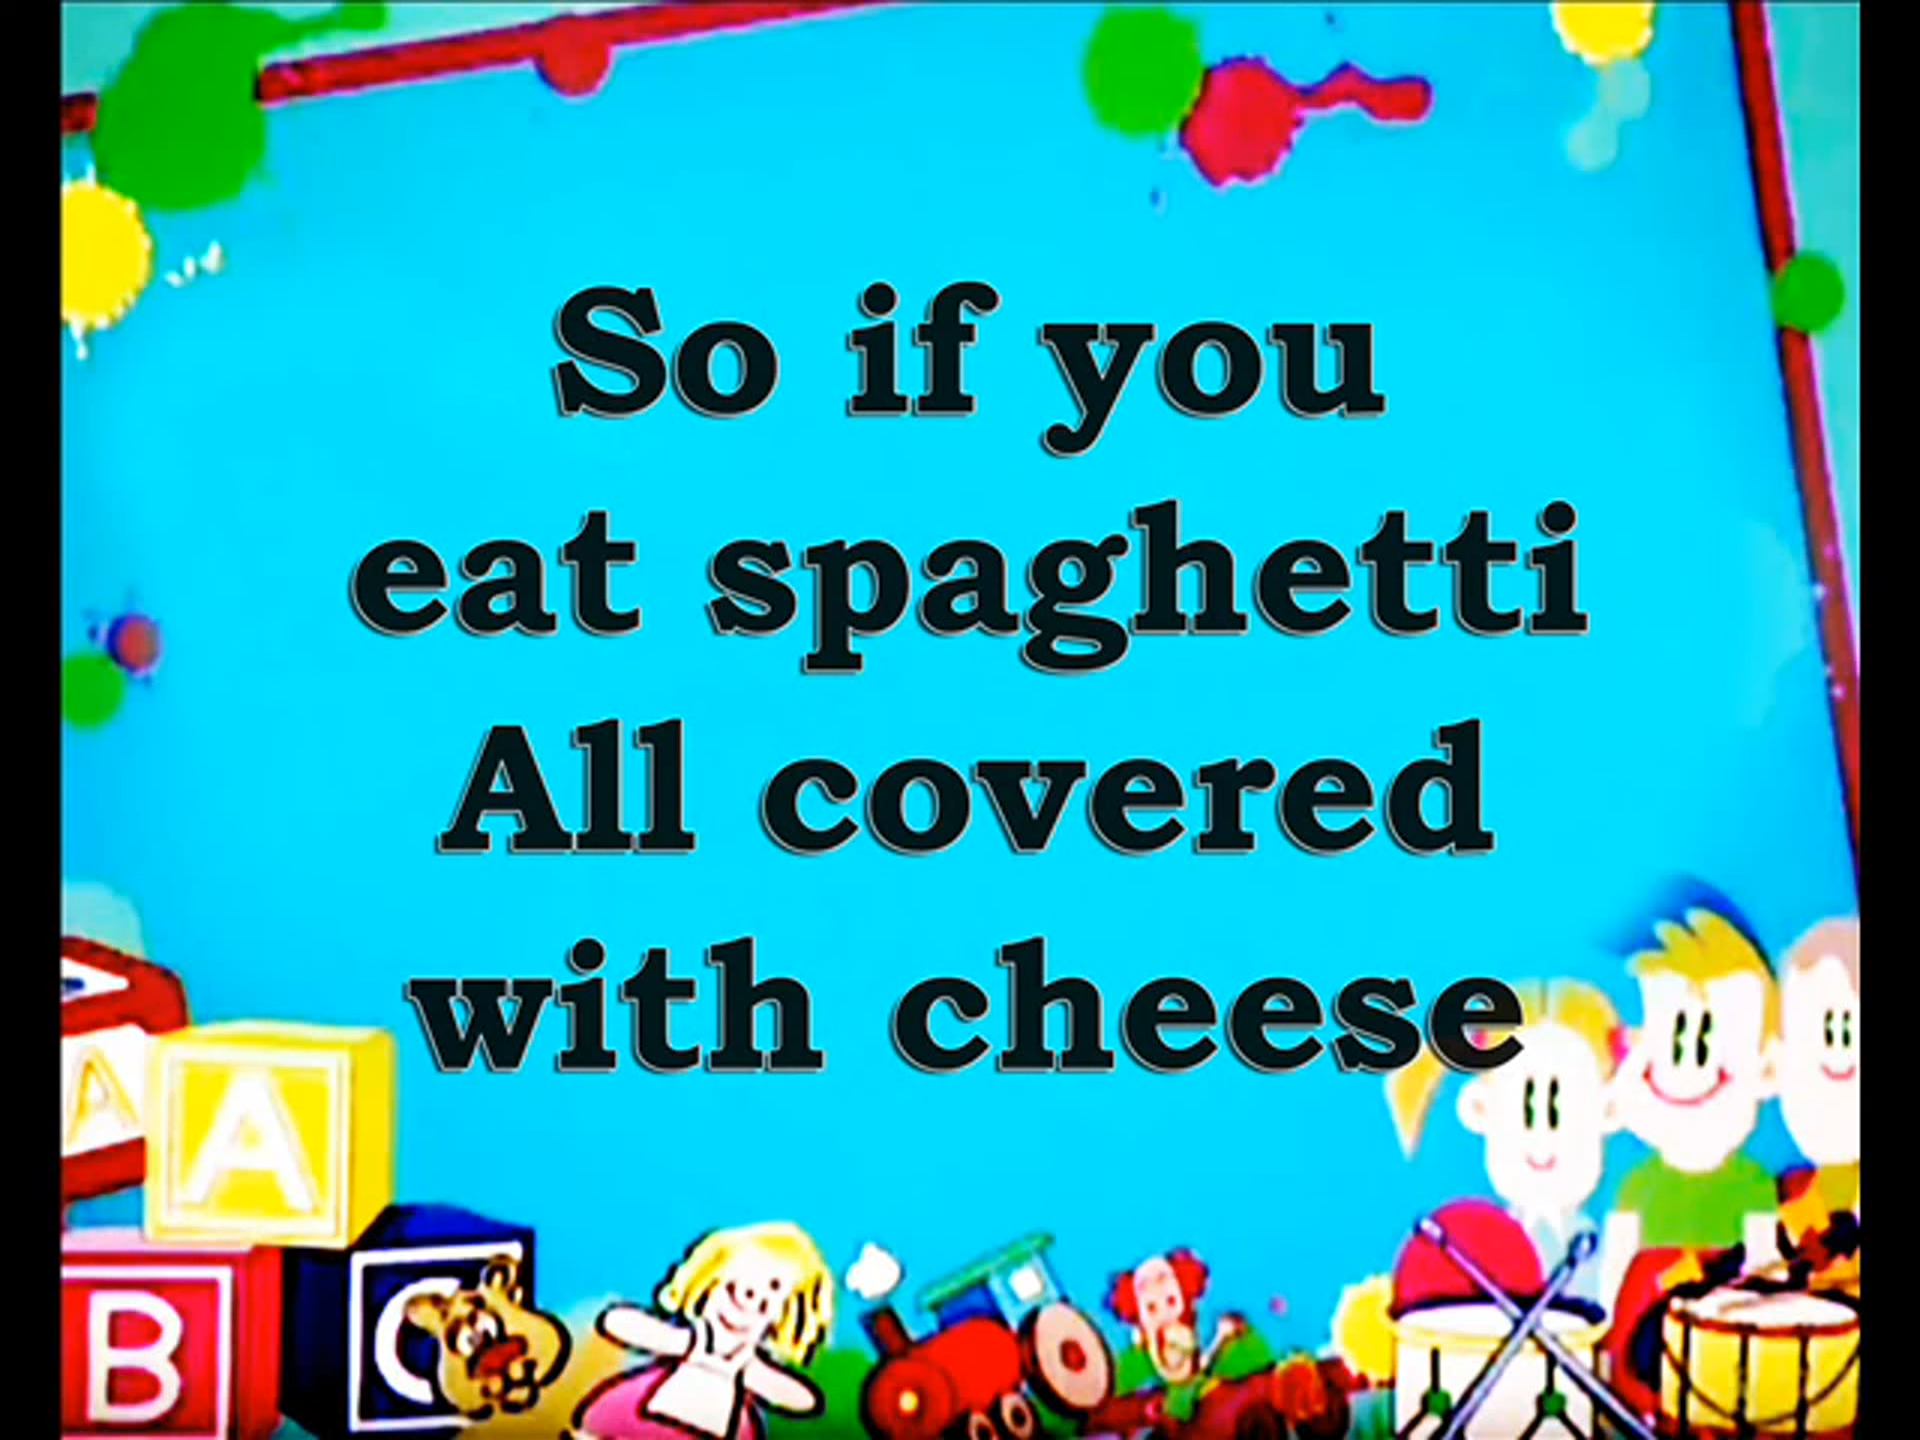 So if you
eat spaghetti
All covered
with cheese
A
A
B
C